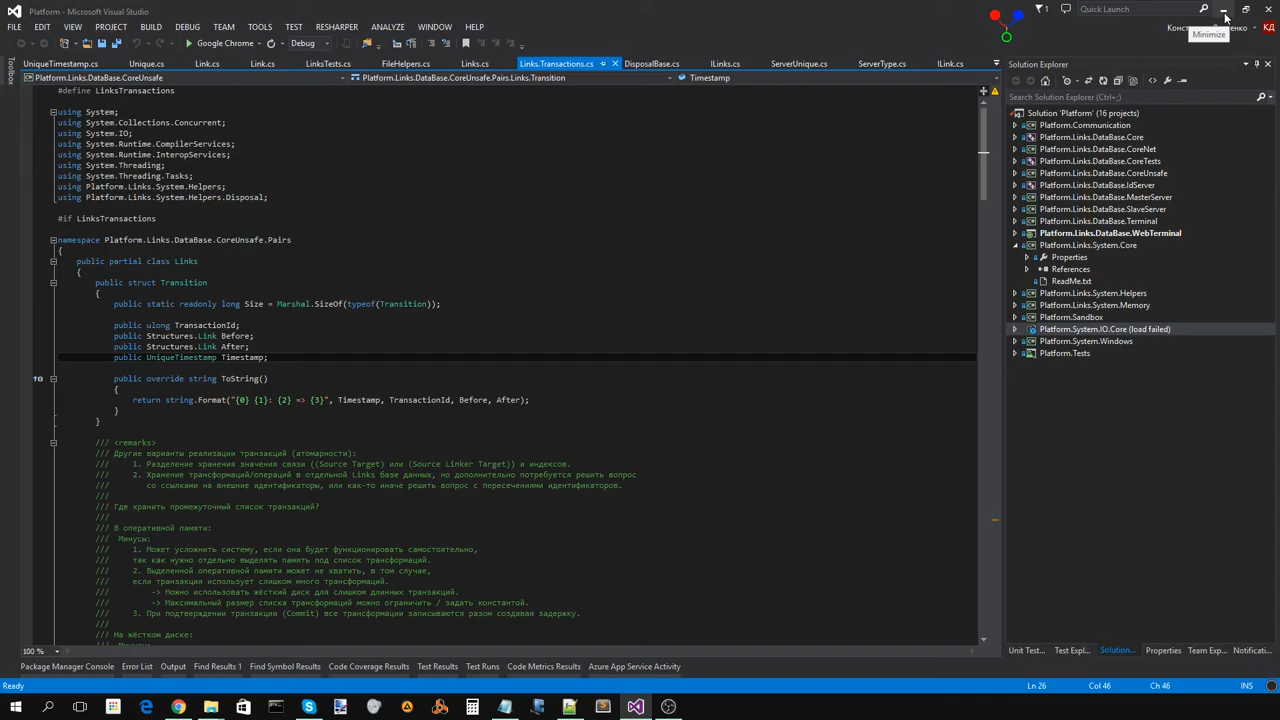 Platform - Microsoft Visual Studio
1
Quick Launch
FILE EDIT VIEW PROJECT BUILD DEBUG TEAM TOOLS TEST RESHARPER ANALYZE WINDOW HELP
КД
Minimize
Google Chrome
Debug
UniqueTimestamp.cs Unique.cs Link.cs Link.cs LinksTests.cs FileHelpers.cs Links.cs Links.Transactions.cs DisposalBase.cs ILinks.cs ServerUnique.cs ServerType.cs ILink.cs
Solution Explorer
Toolbox
Platform.Links.DataBase.CoreUnsafe
Platform.Links.DataBase.CoreUnsafe.Pairs.Links.Transition
Timestamp
#define LinksTransactions
using System;
using System.Collections.Concurrent;
using System.IO;
using System.Runtime.CompilerServices;
using System.Runtime.InteropServices;
using System.Threading;
using System.Threading.Tasks;
using Platform.Links.System.Helpers;
using Platform.Links.System.Helpers.Disposal;
#if LinksTransactions
namespace Platform.Links.DataBase.CoreUnsafe.Pairs
{
public partial class Links
{
public struct Transition
{
public static readonly long Size = Marshal.SizeOf(typeof(Transition));
public ulong TransactionId;
public Structures.Link Before;
public Structures.Link After;
public UniqueTimestamp Timestamp;
public override string ToString()
{
return string.Format("{0} {1}: {2} => {3}", Timestamp, TransactionId, Before, After);
}
}
/// <remarks>
/// Другие варианты реализации транзакций (атомарности):
/// 1. Разделение хранения значения связи ((Source Target) или (Source Linker Target)) и индексов.
/// 2. Хранение трансформаций/операций в отдельной Links базе данных, но дополнительно потребуется решить вопрос
/// со ссылками на внешние идентификаторы, или как-то иначе решить вопрос с пересечениями идентификаторов.
///
/// Где хранить промежуточный список транзакций?
///
/// В оперативной памяти:
/// Минусы:
/// 1. Может усложнить систему, если она будет функционировать самостоятельно,
/// так как нужно отдельно выделять память под список трансформаций.
/// 2. Выделенной оперативной памяти может не хватить, в том случае,
/// если транзакция использует слишком много трансформаций.
/// -> Можно использовать жёсткий диск для слишком длинных транзакций.
/// -> Максимальный размер списка трансформаций можно ограничить / задать константой.
/// 3. При подтверждении транзакции (Commit) все трансформации записываются разом создавая задержку.
///
/// На жёстком диске:
/// Минусы:
100 %
Search Solution Explorer (Ctrl+;)
Solution 'Platform' (16 projects)
Platform.Communication
Platform.Links.DataBase.Core
Platform.Links.DataBase.CoreNet
Platform.Links.DataBase.CoreTests
Platform.Links.DataBase.CoreUnsafe
Platform.Links.DataBase.IdServer
Platform.Links.DataBase.MasterServer
Platform.Links.DataBase.SlaveServer
Platform.Links.DataBase.Terminal
Platform.Links.DataBase.WebTerminal
Platform.Links.System.Core
Properties
References
ReadMe.txt
Platform.Links.System.Helpers
Platform.Links.System.Memory
Platform.Sandbox
Platform.System.IO.Core (load failed)
Platform.System.Windows
Platform.Tests
Unit Test... Test Expl... Solution... Properties Team Exp... Notificati...
Package Manager Console Error List Output Find Results 1 Find Symbol Results Code Coverage Results Test Results Test Runs Code Metrics Results Azure App Service Activity
Ready
Ln 26 Col 46 Ch 46 INS